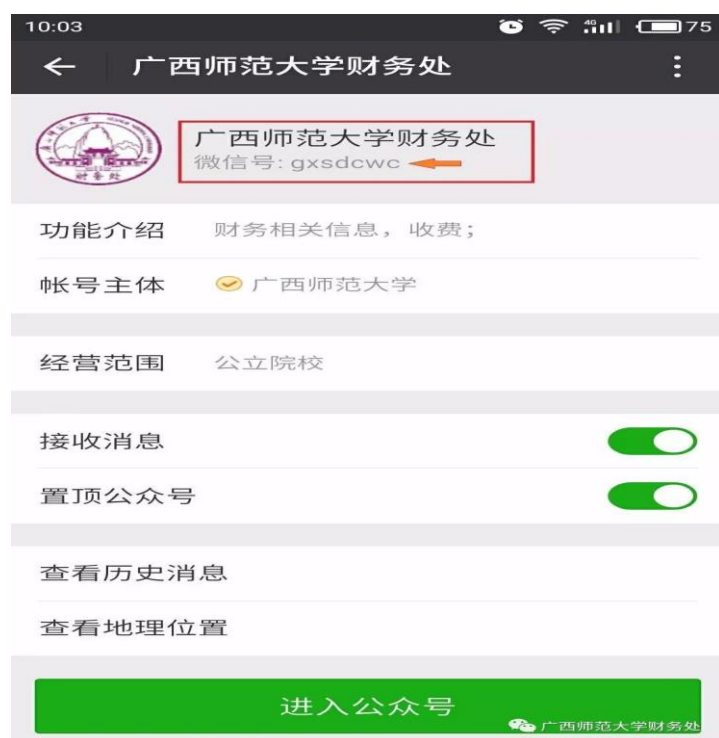 10:03
4G 75
广西师范大学财务处
广西师范大学财务处
微信号: gxsdcwc
财务处
功能介绍 财务相关信息，收费；
帐号主体 广西师范大学
经营范围 公立院校
接收消息
置顶公众号
查看历史消息
查看地理位置
进入公众号
广西师范大学财务处